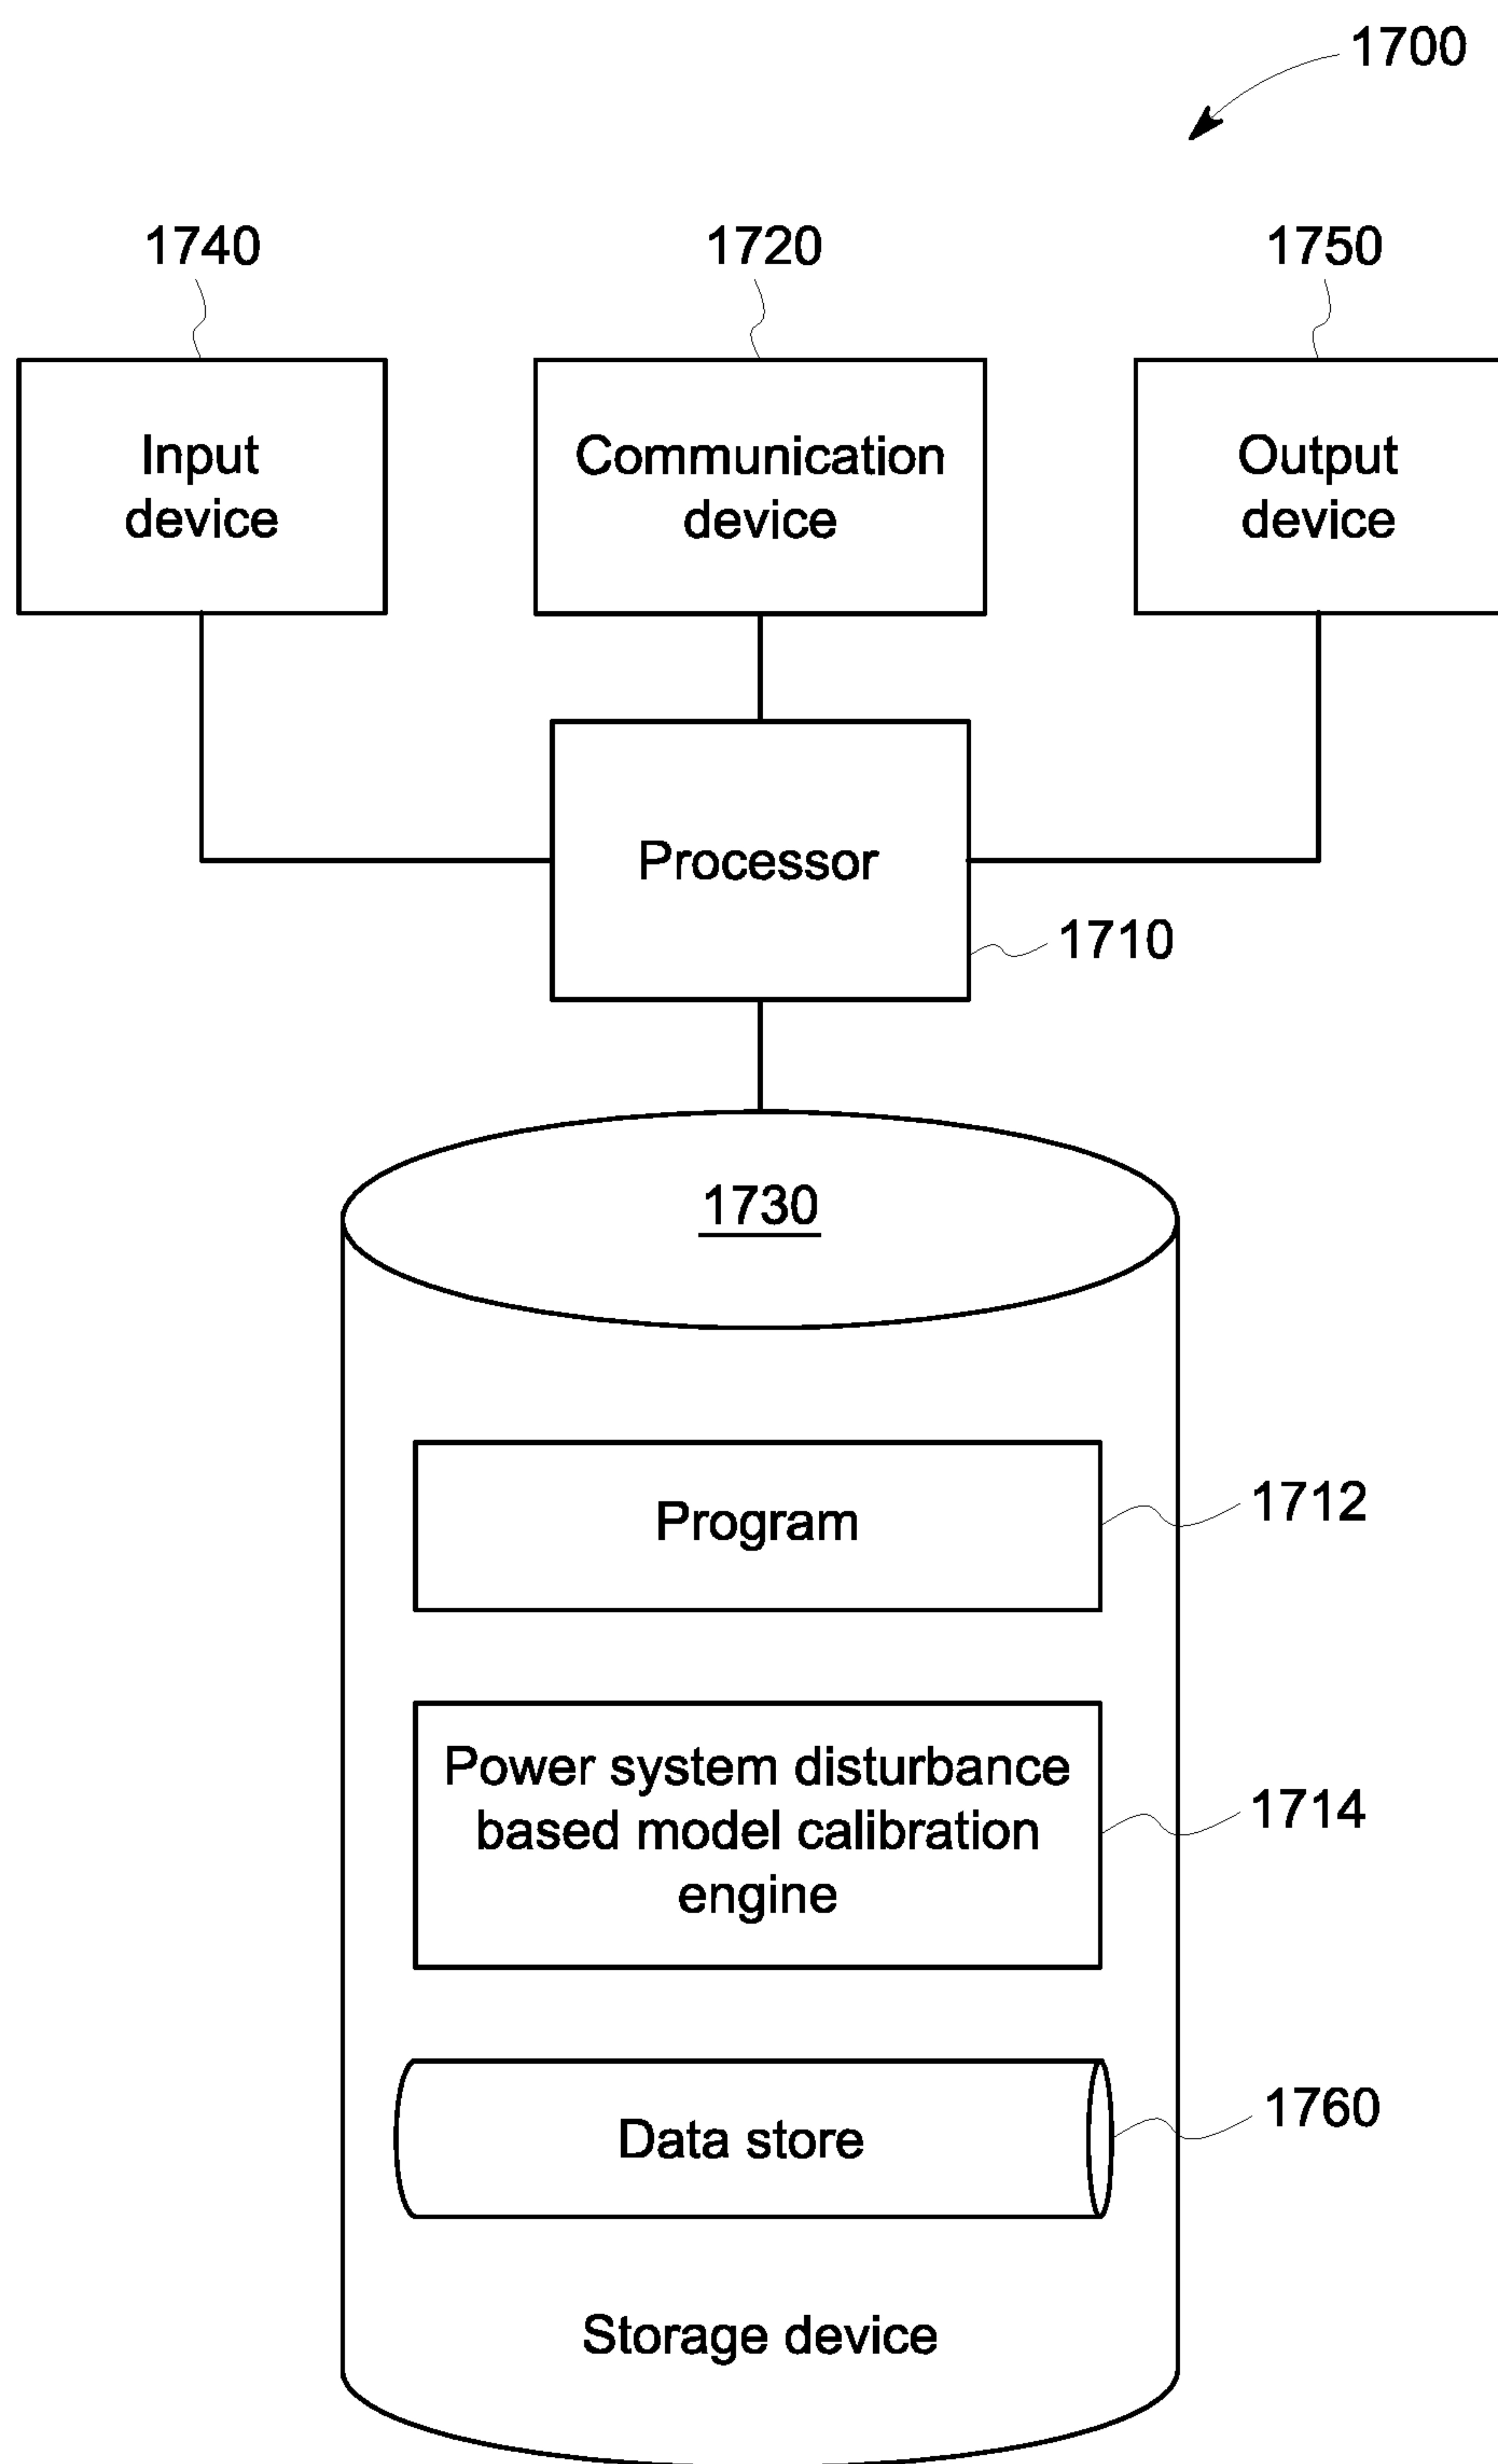 1700
1740
1720
1750
Input
device
Communication
device
Output
device
Processor
1710
1730
Program
1712
Power system disturbance
based model calibration
engine
1714
Data store
1760
Storage device